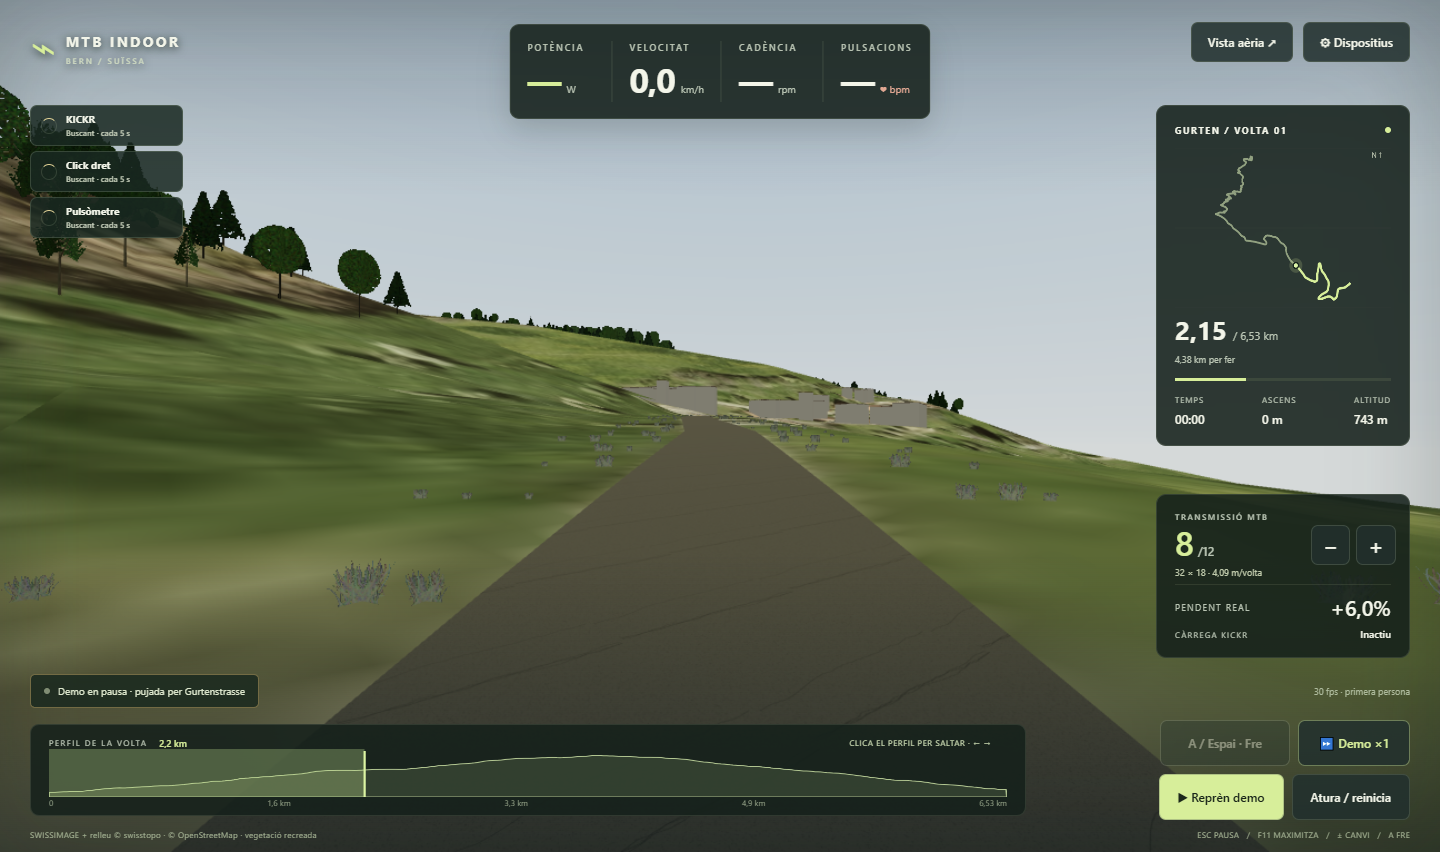 MTB INDOOR
BERN / SUÏSSA
POTÈNCIA
W
VELOCITAT
0,0 km/h
CADÈNCIA
rpm
PULSACIONS
♥ bpm
Vista aèria ↗
⚙ Dispositius
KICKR
Buscant · cada 5 s
Click dret
Buscant · cada 5 s
Pulsòmetre
Buscant · cada 5 s
GURTEN / VOLTA 01
N ↑
2,15 / 6,53 km
4,38 km per fer
TEMPS ASCENS ALTITUD
00:00 0 m 743 m
TRANSMISSIÓ MTB
8 /12
− +
32 × 18 · 4,09 m/volta
PENDENT REAL +6,0%
CÀRREGA KICKR Inactiu
Demo en pausa · pujada per Gurtenstrasse
30 fps · primera persona
PERFIL DE LA VOLTA 2,2 km
CLICA EL PERFIL PER SALTAR · ← →
0 1,6 km 3,3 km 4,9 km 6,53 km
A / Espai · Fre
⏩ Demo ×1
▶ Reprèn demo
Atura / reinicia
SWISSIMAGE + relleu © swisstopo · © OpenStreetMap · vegetació recreada
ESC PAUSA / F11 MAXIMITZA / ± CANVI / A FRE